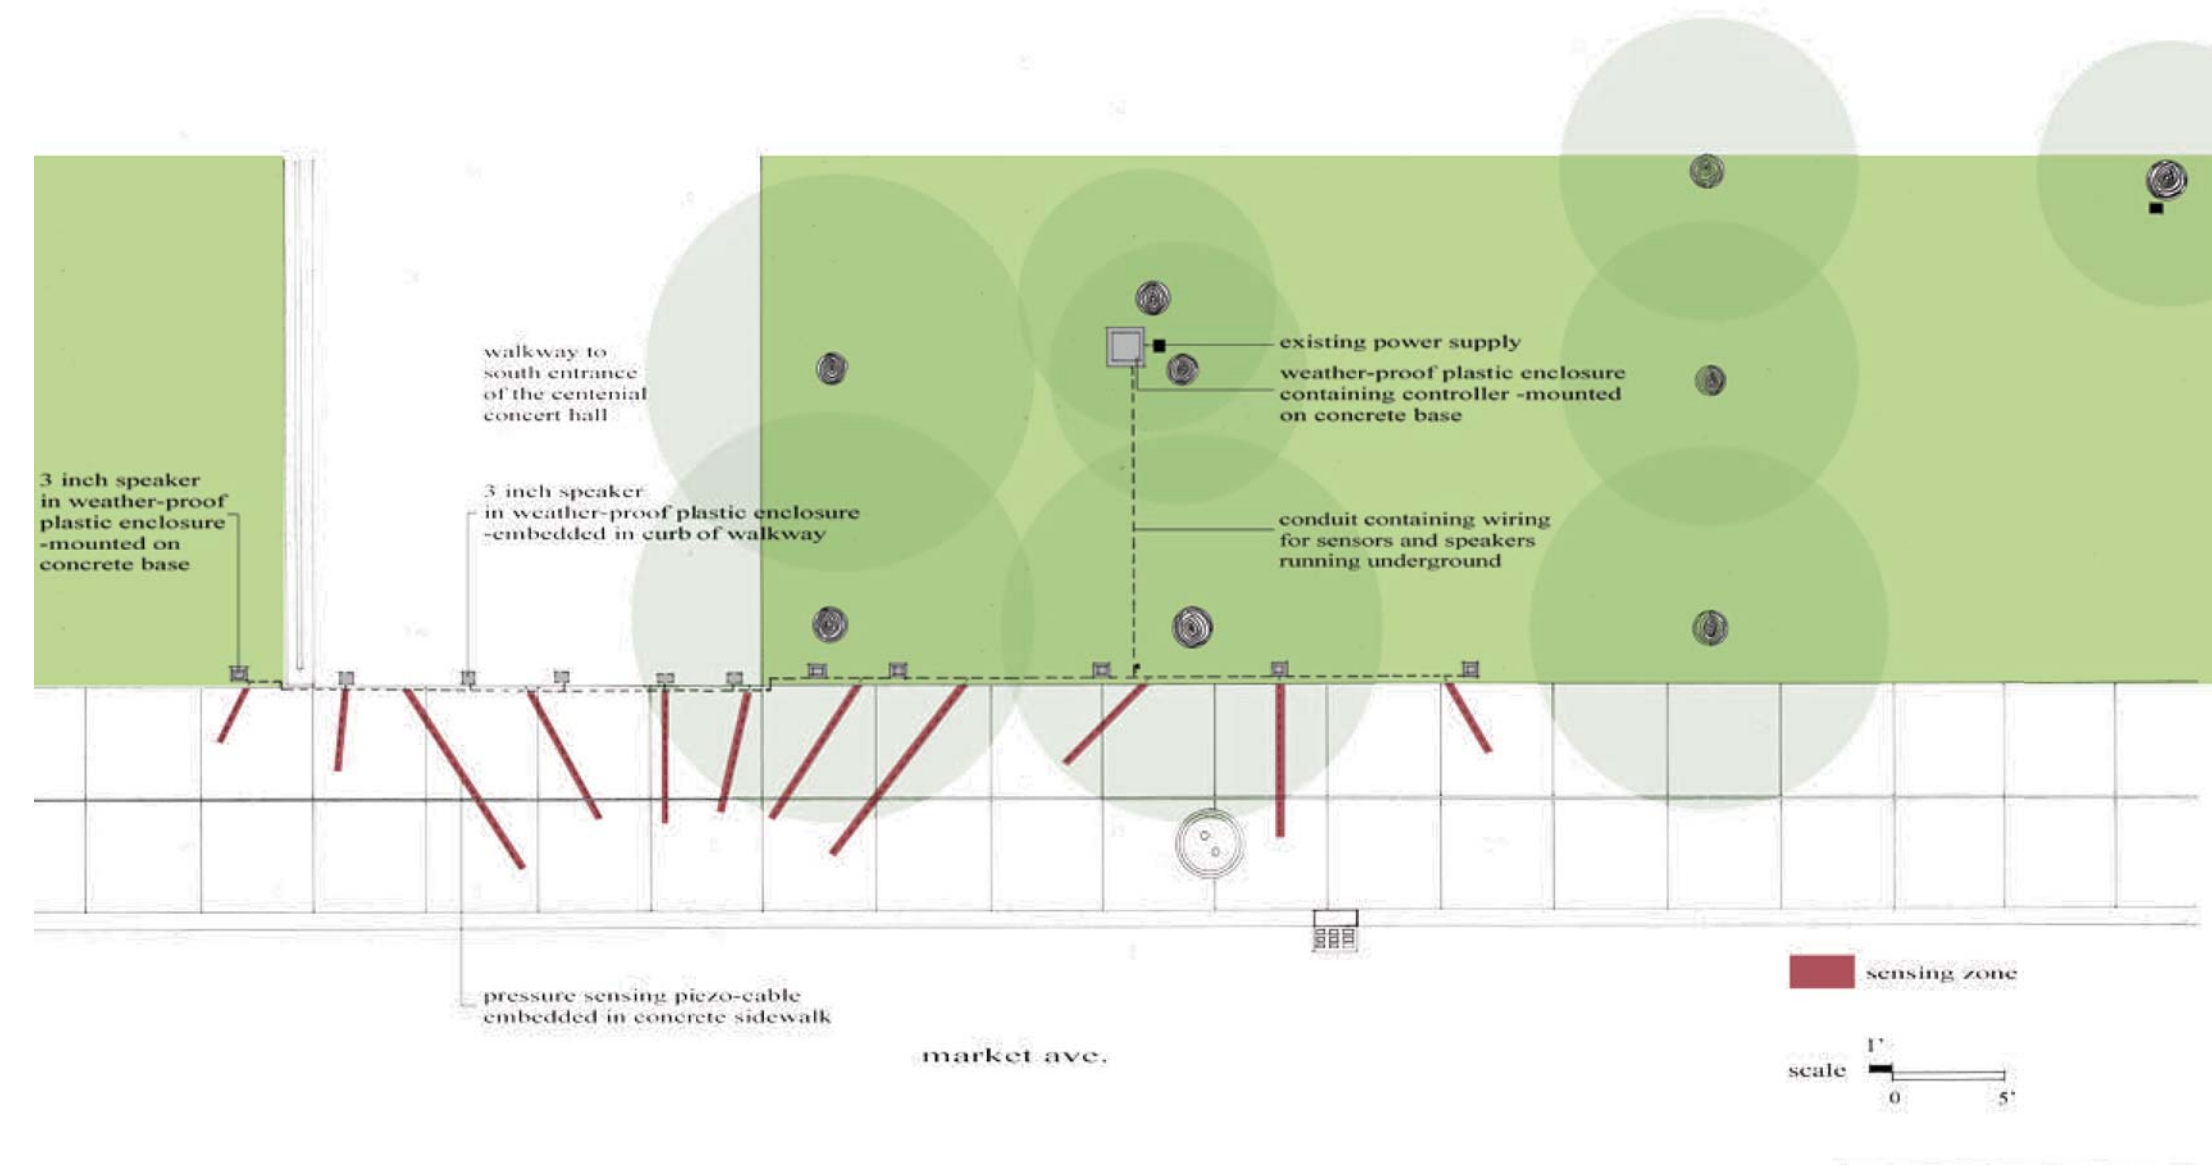 walkway to
south entrance
of the centenial
concert hall
existing power supply
weather-proof plastic enclosure
containing controller -mounted
on concrete base
3 inch speaker
in weather-proof
plastic enclosure
-mounted on
concrete base
3 inch speaker
in weather-proof plastic enclosure
-embedded in curb of walkway
conduit containing wiring
for sensors and speakers
running underground
pressure sensing piezo-cable
embedded in concrete sidewalk
market ave.
sensing zone
1'
scale
0 5'